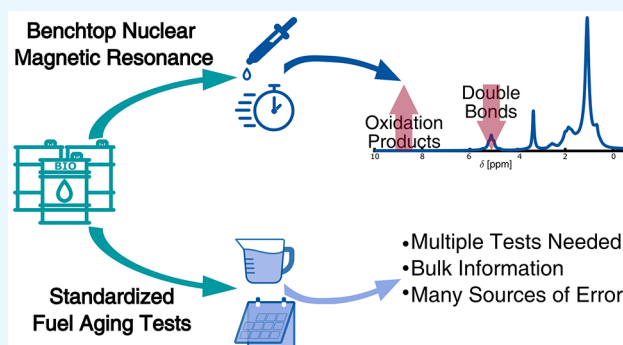 Benchtop Nuclear
Magnetic Resonance
Double
Bonds
Oxidation
Products
10 8 6 4 2 0
δ [ppm]
BIO
•Multiple Tests Needed
•Bulk Information
•Many Sources of Error
Standardized
Fuel Aging Tests